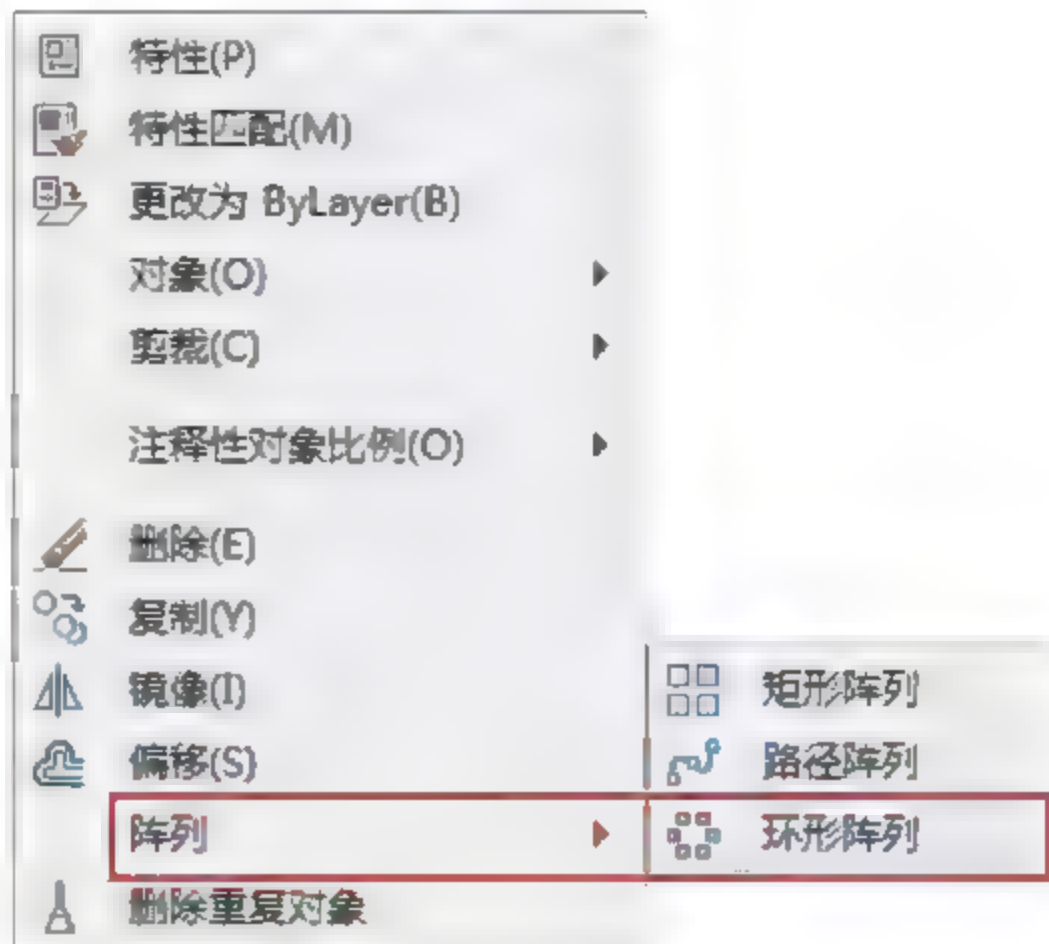 特性(P)
特性匹配(M)
更改为 ByLayer(B)
对象(O)
剪裁(C)
注释性对象比例(O)
删除(E)
复制(Y)
镜像(I)
偏移(S)
阵列
删除重复对象
矩形阵列
路径阵列
环形阵列